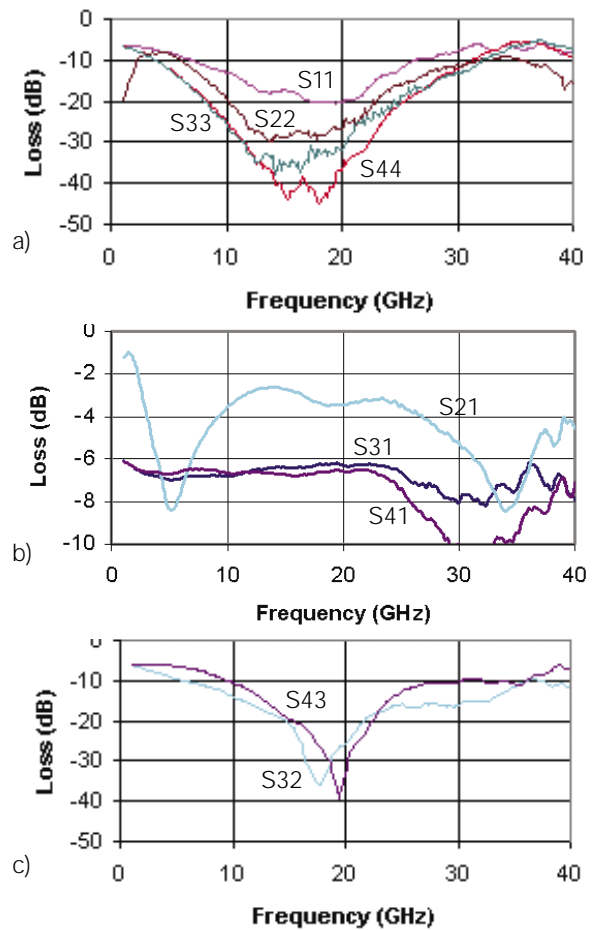 0
-10
-20
-30
-40
-50
Loss (dB)
S11
S22
S33
S44
0 10 20 30 40
Frequency (GHz)
a)
0
-2
-4
-6
-8
-10
Loss (dB)
S21
S31
S41
0 10 20 30 40
Frequency (GHz)
b)
0
-10
-20
-30
-40
-50
Loss (dB)
S43
S32
0 10 20 30 40
Frequency (GHz)
c)